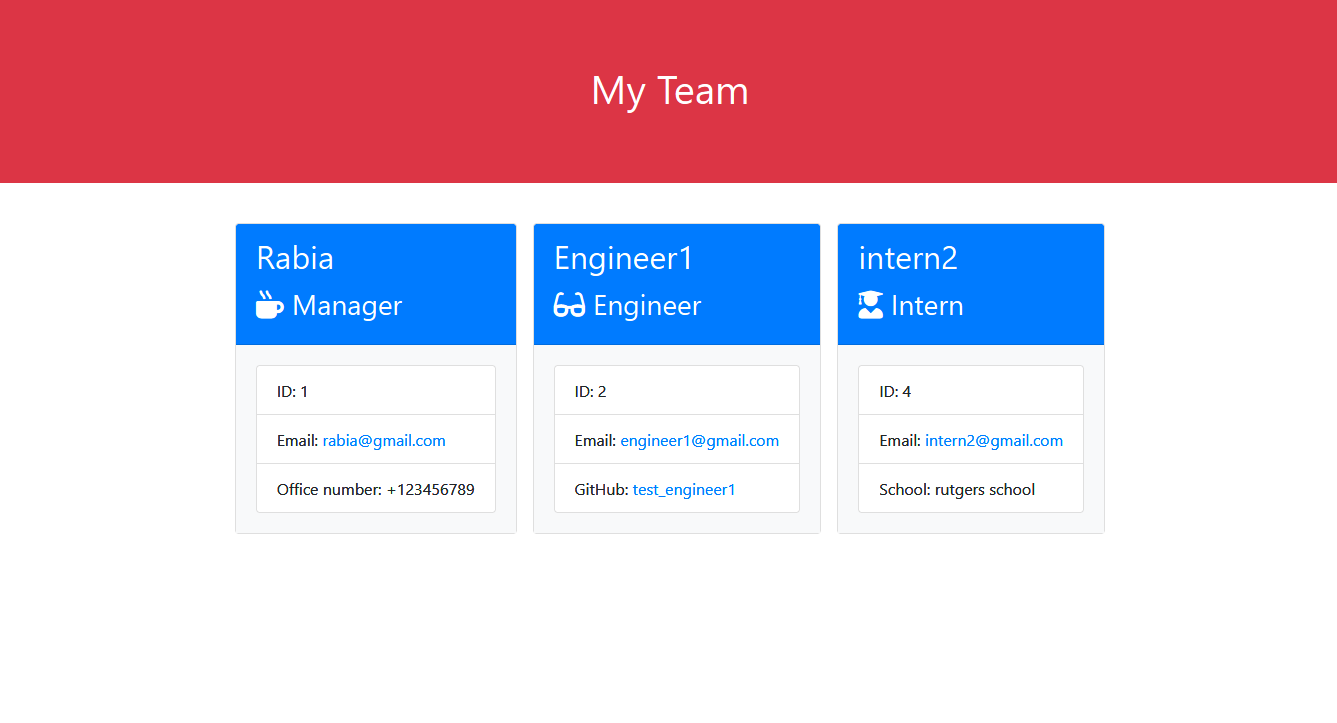 My Team
Rabia
Manager
ID: 1
Email: rabia@gmail.com
Office number: +123456789
Engineer1
Engineer
ID: 2
Email: engineer1@gmail.com
GitHub: test_engineer1
intern2
Intern
ID: 4
Email: intern2@gmail.com
School: rutgers school